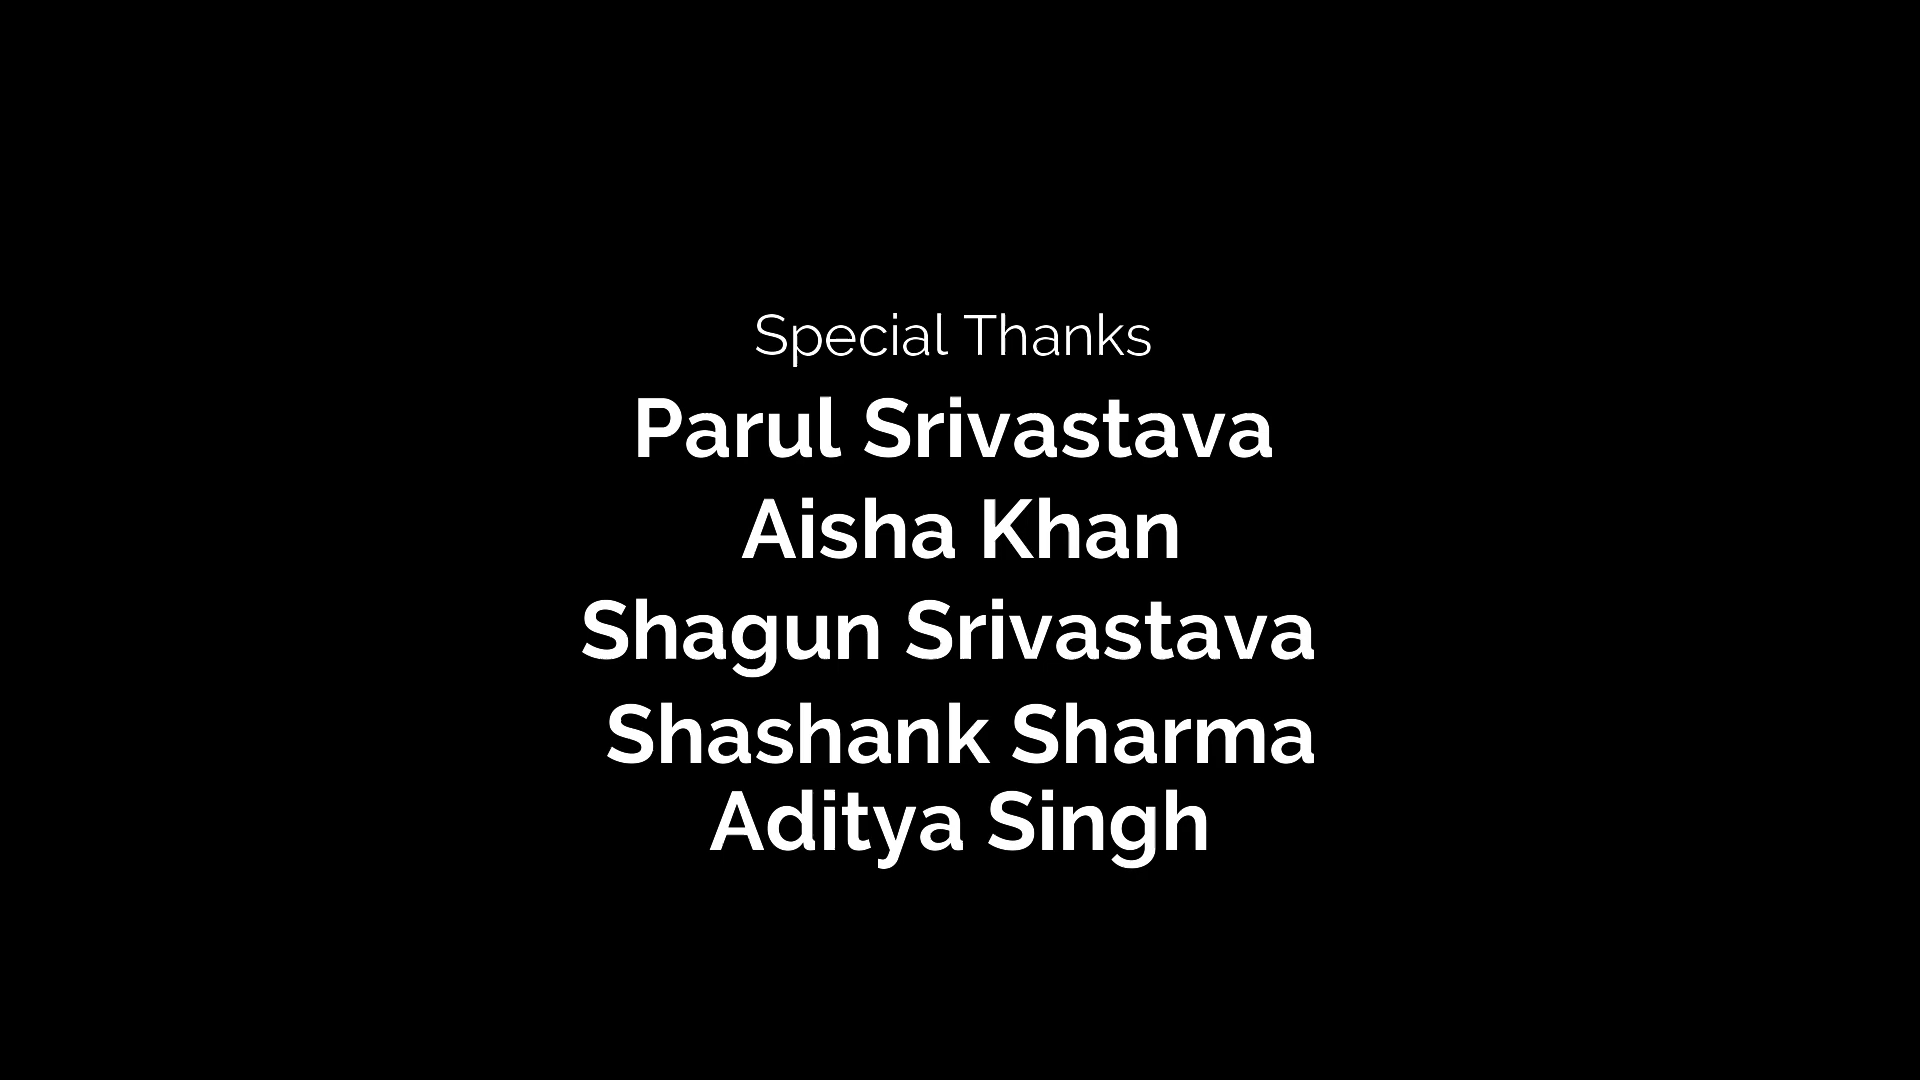 Special Thanks
Parul Srivastava
Aisha Khan
Shagun Srivastava
Shashank Sharma
Aditya Singh